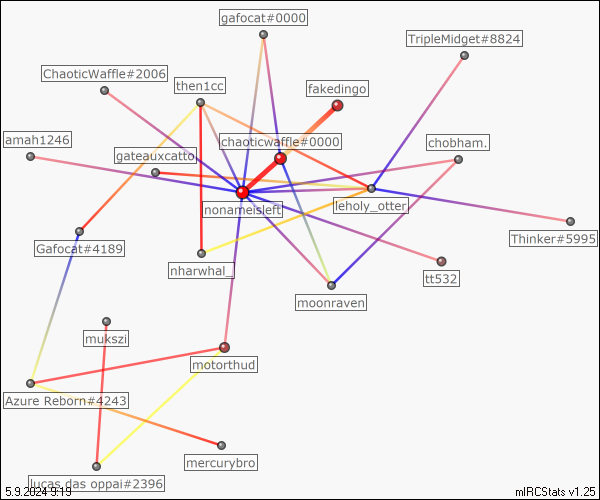 gafocat#0000
TripleMidget#8824
ChaoticWaffle#2006
then1cc
fakedingo
amah1246
chaoticwaffle#0000
chobham.
gateauxcatto
nonameisleft
leholy_otter
Gafocat#4189
Thinker#5995
nharwhal_
tt532
moonraven
mukszi
motorthud
Azure Reborn#4243
mercurybro
lucas das oppai#2396
5.9.2024 9:19
mIRCStats v1.25